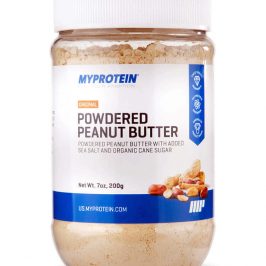 MYPROTEIN
ORIGINAL
POWDERED
PEANUT BUTTER
POWDERED PEANUT BUTTER WITH ADDED
SEA SALT AND ORGANIC CANE SUGAR
Net Wt. 7oz, 200g
US.MYPROTEIN.COM
MP